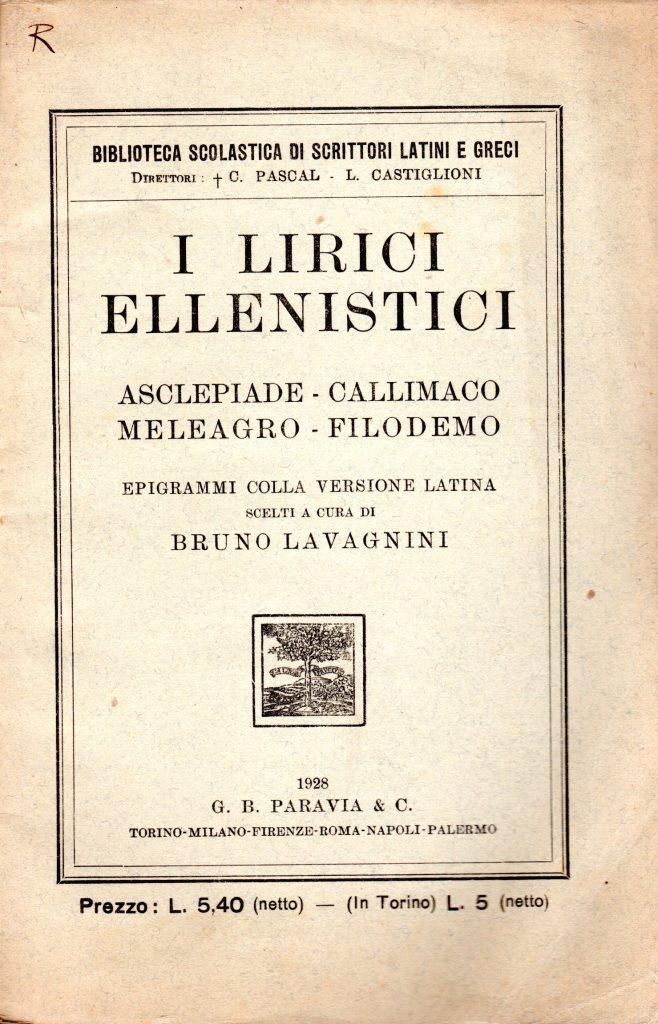 R
BIBLIOTECA SCOLASTICA DI SCRITTORI LATINI E GRECI
DIRETTORI: † C. PASCAL - L. CASTIGLIONI
I LIRICI
ELLENISTICI
ASCLEPIADE - CALLIMACO
MELEAGRO - FILODEMO
EPIGRAMMI COLLA VERSIONE LATINA
SCELTI A CURA DI
BRUNO LAVAGNINI
1928
G. B. PARAVIA & C.
TORINO-MILANO-FIRENZE-ROMA-NAPOLI-PALERMO
Prezzo: L. 5,40 (netto) — (In Torino) L. 5 (netto)